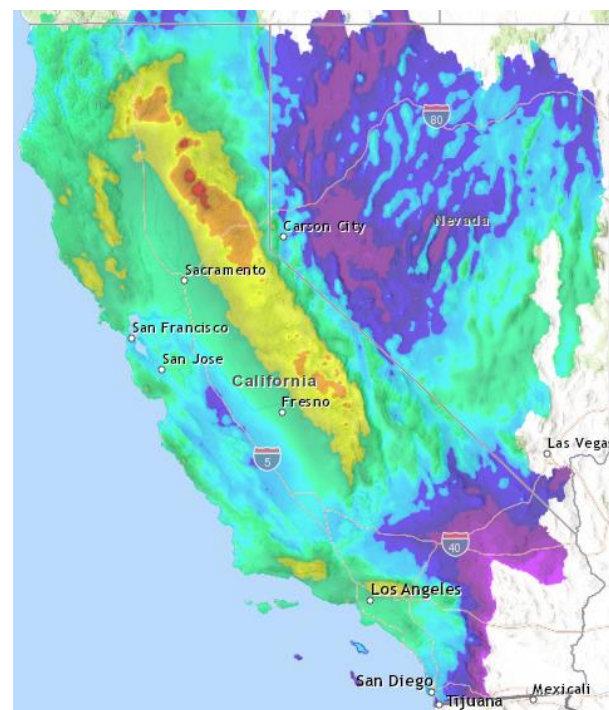 80
Nevada
Carson City
Sacramento
San Francisco
San Jose
California
Fresno
Las Vegas
5
40
Los Angeles
San Diego
Mexicali
Tijuana